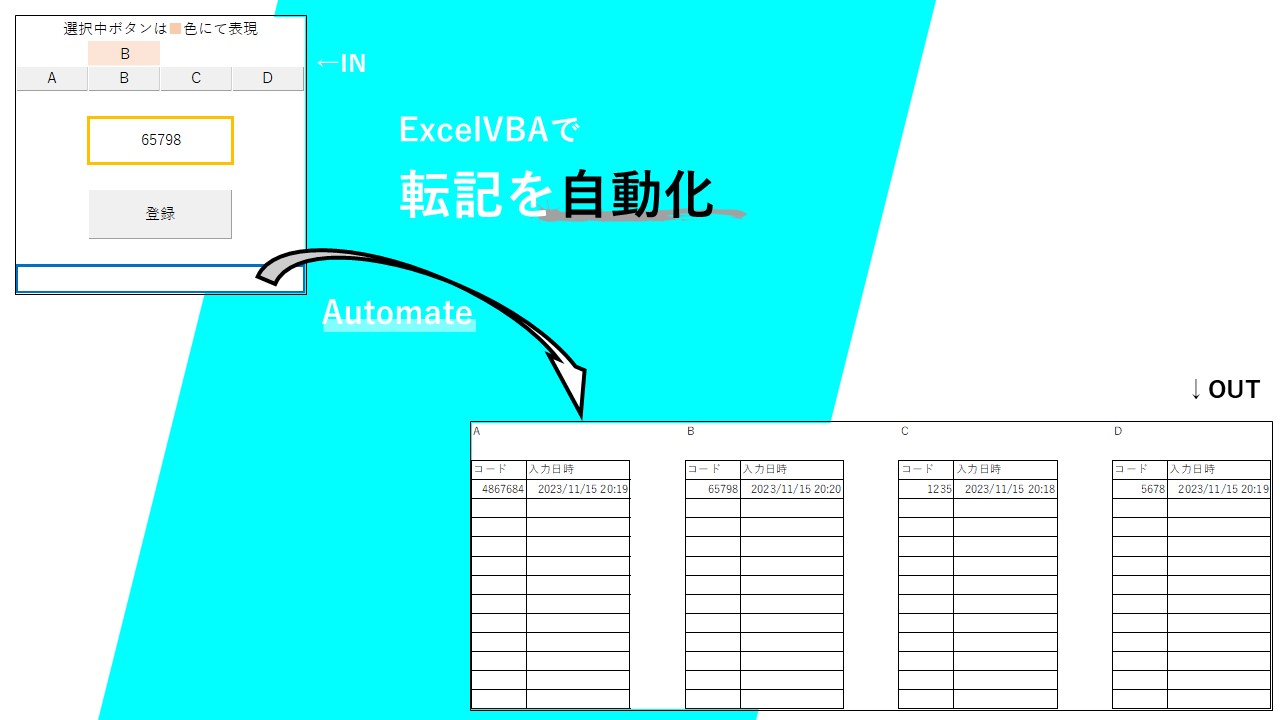 選択中ボタンは■色にて表現
B
A B C D
65798
登録
←IN
ExcelVBAで
転記を自動化
Automate
↓OUT
A B C D
コード 入力日時 コード 入力日時 コード 入力日時 コード 入力日時
4867684 2023/11/15 20:19 65798 2023/11/15 20:20 1235 2023/11/15 20:18 5678 2023/11/15 20:19